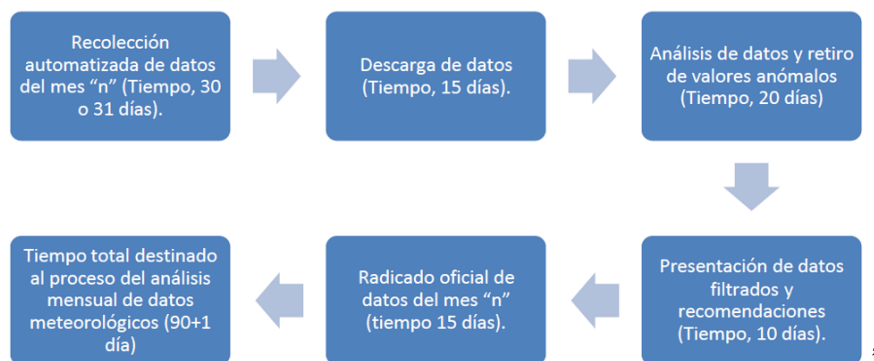 Recolección
automatizada de datos
del mes “n” (Tiempo, 30
o 31 días).
Descarga de datos
(Tiempo, 15 días).
Análisis de datos y retiro
de valores anómalos
(Tiempo, 20 días)
Presentación de datos
filtrados y
recomendaciones
(Tiempo, 10 días).
Radicado oficial de
datos del mes “n”
(tiempo 15 días).
Tiempo total destinado
al proceso del análisis
mensual de datos
meteorológicos (90+1
día)